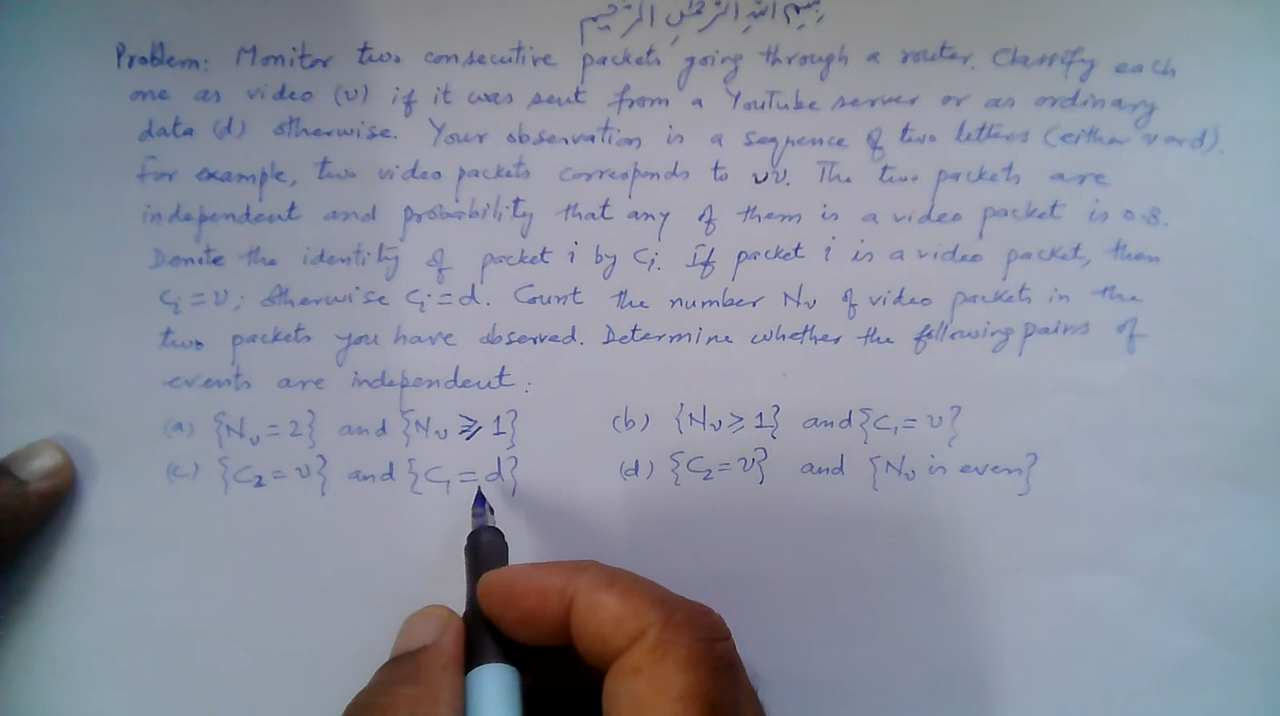 بسم الله الرحمن الرحيم
Problem: Monitor two consecutive packets going through a router. Classify each
one as video (v) if it was sent from a YouTube server or as ordinary
data (d) otherwise. Your observation is a sequence of two letters (either v or d).
For example, two video packets corresponds to vv. The two packets are
independent and probability that any of them is a video packet is 0.8.
Denote the identity of packet i by Ci. If packet i is a video packet, then
Ci = v; otherwise Ci = d. Count the number Nv of video packets in the
two packets you have observed. Determine whether the following pairs of
events are independent:
(a) {Nv = 2} and {Nv ≥ 1} (b) {Nv ≥ 1} and {C1 = v}
(c) {C2 = v} and {C1 = d} (d) {C2 = v} and {Nv is even}